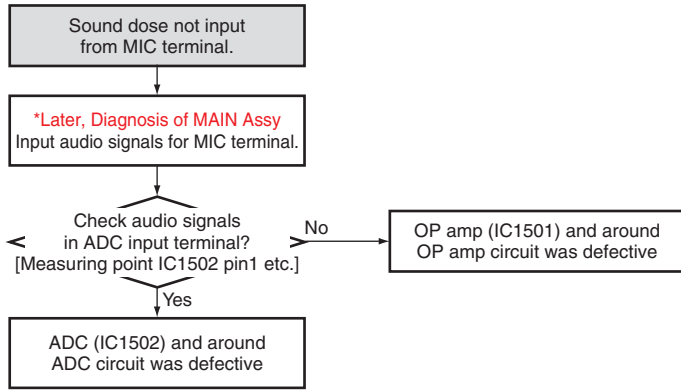 Sound dose not input
from MIC terminal.
*Later, Diagnosis of MAIN Assy
Input audio signals for MIC terminal.
Check audio signals
in ADC input terminal?
[Measuring point IC1502 pin1 etc.]
No
OP amp (IC1501) and around
OP amp circuit was defective
Yes
ADC (IC1502) and around
ADC circuit was defective